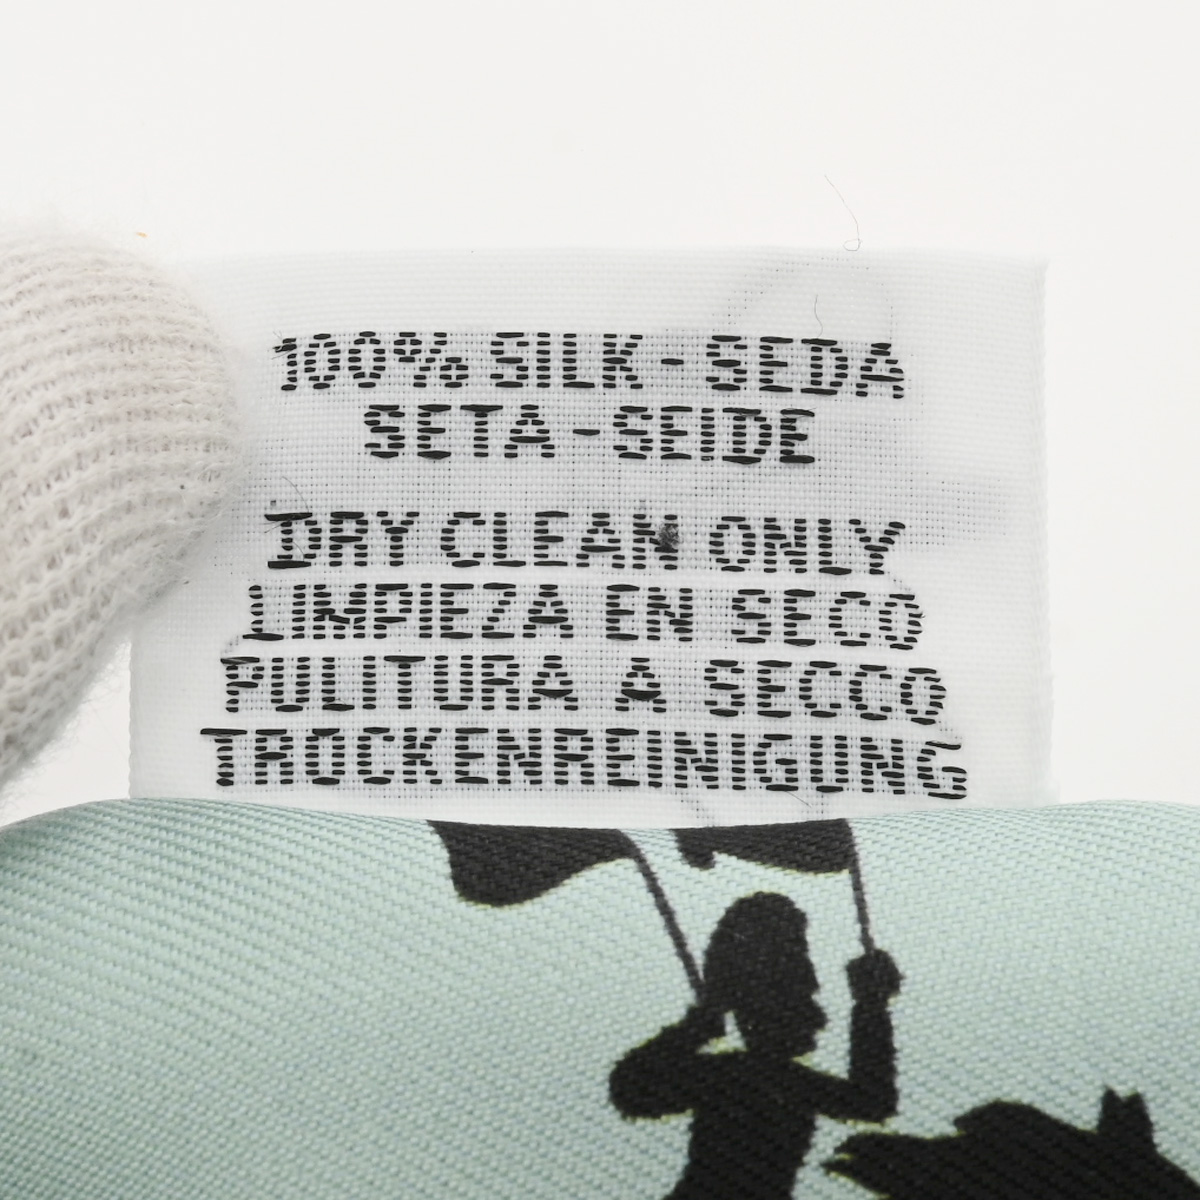 100% SILK - SEDA
SETA - SEIDE
DRY CLEAN ONLY
LIMPIEZA EN SECO
PULITURA A SECCO
TROCKENREINIGUNG